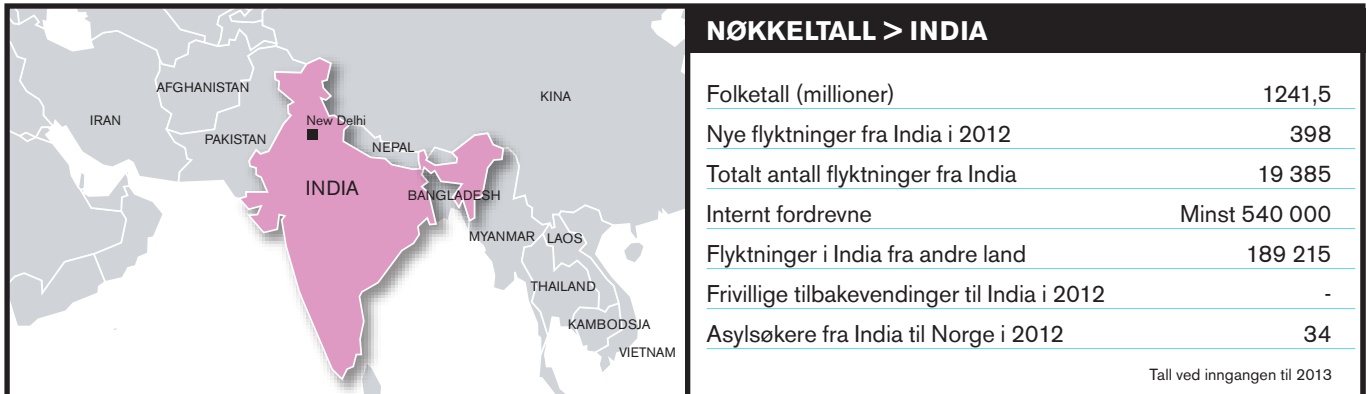 AFGHANISTAN
KINA
IRAN
New Delhi
PAKISTAN
NEPAL
INDIA
BANGLADESH
MYANMAR
LAOS
THAILAND
KAMBODSJA
VIETNAM
NØKKELTALL > INDIA
Folketall (millioner) 1241,5
Nye flyktninger fra India i 2012 398
Totalt antall flyktninger fra India 19 385
Internt fordrevne Minst 540 000
Flyktninger i India fra andre land 189 215
Frivillige tilbakevendinger til India i 2012 -
Asylsøkere fra India til Norge i 2012 34
Tall ved inngangen til 2013